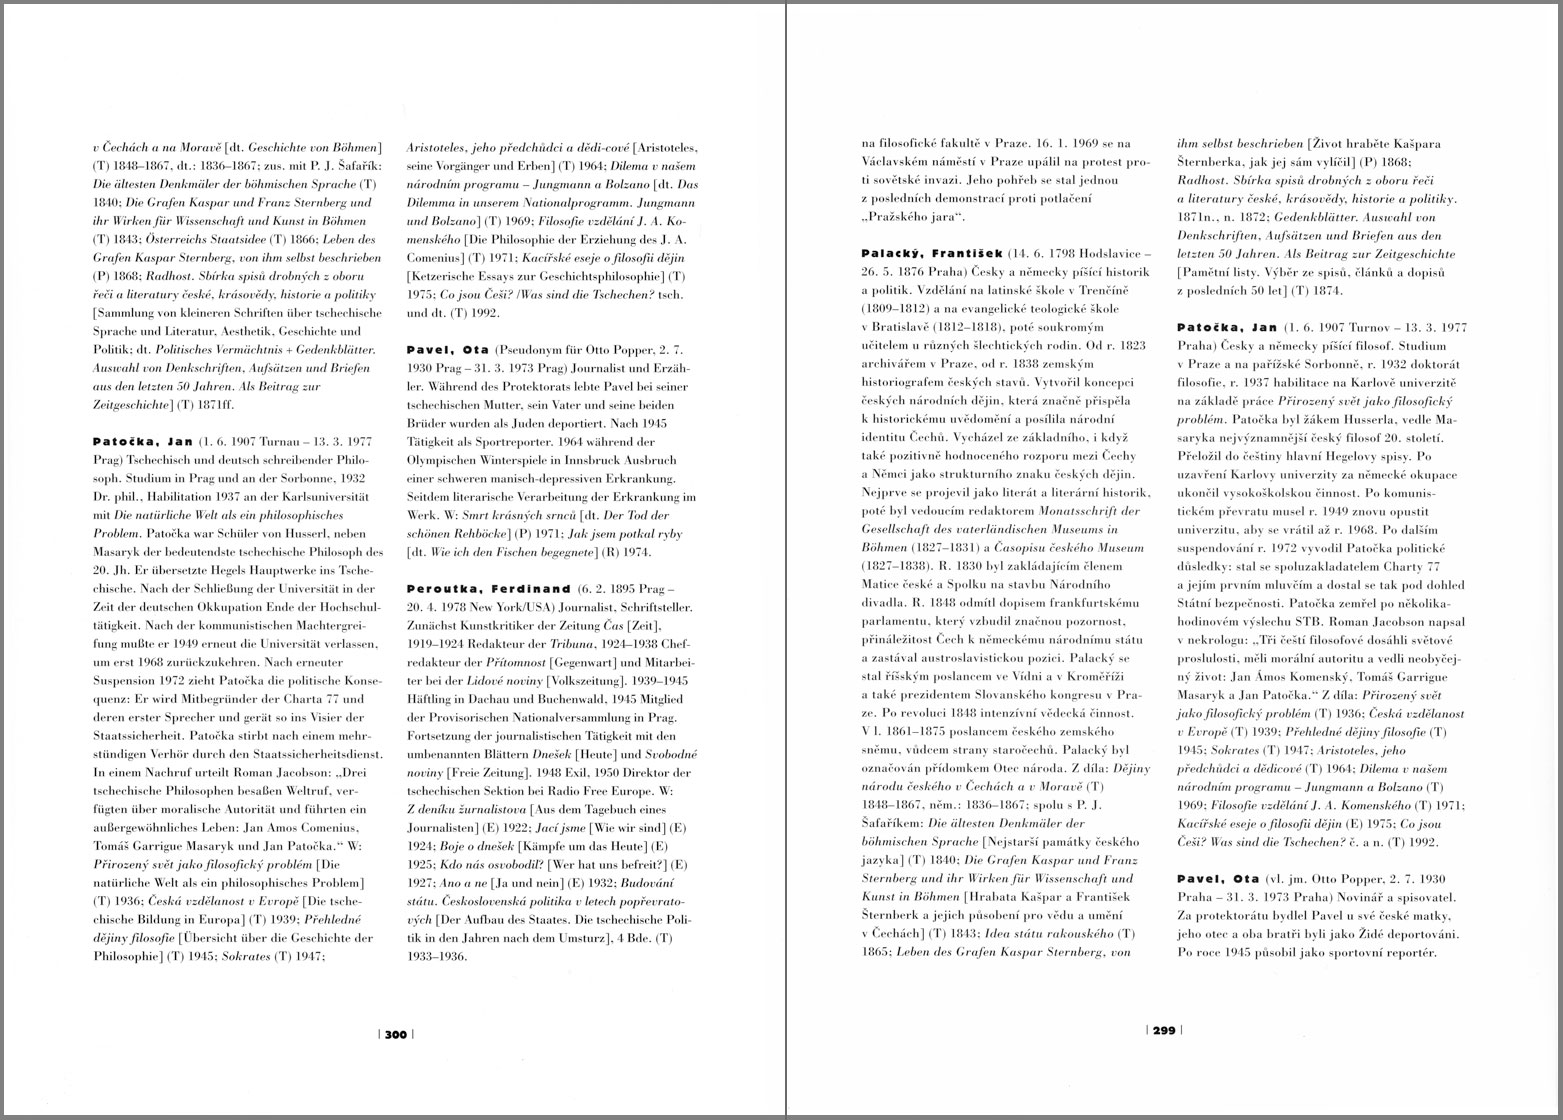 v Čechách a na Moravě [dt. Geschichte von Böhmen]
(T) 1848–1867, dt.: 1836–1867; zus. mit P. J. Šafařík:
Die ältesten Denkmäler der böhmischen Sprache (T)
1840; Die Grafen Kaspar und Franz Sternberg und
ihr Wirken für Wissenschaft und Kunst in Böhmen
(T) 1843; Österreichs Staatsidee (T) 1866; Leben des
Grafen Kaspar Sternberg, von ihm selbst beschrieben
(P) 1868; Radhost. Sbírka spisů drobných z oboru
řeči a literatury české, krásovědy, historie a politiky
[Sammlung von kleineren Schriften über tschechische
Sprache und Literatur, Aesthetik, Geschichte und
Politik; dt. Politisches Vermächtnis + Gedenkblätter.
Auswahl von Denkschriften, Aufsätzen und Briefen
aus den letzten 50 Jahren. Als Beitrag zur
Zeitgeschichte] (T) 1871ff.
Patočka, Jan (1. 6. 1907 Turnau – 13. 3. 1977
Prag) Tschechisch und deutsch schreibender Philo-
soph. Studium in Prag und an der Sorbonne, 1932
Dr. phil., Habilitation 1937 an der Karlsuniversität
mit Die natürliche Welt als ein philosophisches
Problem. Patočka war Schüler von Husserl, neben
Masaryk der bedeutendste tschechische Philosoph des
20. Jh. Er übersetzte Hegels Hauptwerke ins Tsche-
chische. Nach der Schließung der Universität in der
Zeit der deutschen Okkupation Ende der Hochschul-
tätigkeit. Nach der kommunistischen Machtergrei-
fung mußte er 1949 erneut die Universität verlassen,
um erst 1968 zurückzukehren. Nach erneuter
Suspension 1972 zieht Patočka die politische Konse-
quenz: Er wird Mitbegründer der Charta 77 und
deren erster Sprecher und gerät so ins Visier der
Staatssicherheit. Patočka stirbt nach einem mehr-
stündigen Verhör durch den Staatssicherheitsdienst.
In einem Nachruf urteilt Roman Jacobson: „Drei
tschechische Philosophen besaßen Weltruf, ver-
fügten über moralische Autorität und führten ein
außergewöhnliches Leben: Jan Amos Comenius,
Tomáš Garrigue Masaryk und Jan Patočka.“ W:
Přirozený svět jako filosofický problém [Die
natürliche Welt als ein philosophisches Problem]
(T) 1936; Česká vzdělanost v Evropě [Die tsche-
chische Bildung in Europa] (T) 1939; Přehledné
dějiny filosofie [Übersicht über die Geschichte der
Philosophie] (T) 1945; Sokrates (T) 1947;
Aristoteles, jeho předchůdci a dědi-cové [Aristoteles,
seine Vorgänger und Erben] (T) 1964; Dilema v našem
národním programu – Jungmann a Bolzano [dt. Das
Dilemma in unserem Nationalprogramm. Jungmann
und Bolzano] (T) 1969; Filosofie vzdělání J. A. Ko-
menského [Die Philosophie der Erziehung des J. A.
Comenius] (T) 1971; Kacířské eseje o filosofii dějin
[Ketzerische Essays zur Geschichtsphilosophie] (T)
1975; Co jsou Češi? /Was sind die Tschechen? tsch.
und dt. (T) 1992.
Pavel, Ota (Pseudonym für Otto Popper, 2. 7.
1930 Prag – 31. 3. 1973 Prag) Journalist und Erzäh-
ler. Während des Protektorats lebte Pavel bei seiner
tschechischen Mutter, sein Vater und seine beiden
Brüder wurden als Juden deportiert. Nach 1945
Tätigkeit als Sportreporter. 1964 während der
Olympischen Winterspiele in Innsbruck Ausbruch
einer schweren manisch-depressiven Erkrankung.
Seitdem literarische Verarbeitung der Erkrankung im
Werk. W: Smrt krásných srnců [dt. Der Tod der
schönen Rehböcke] (P) 1971; Jak jsem potkal ryby
[dt. Wie ich den Fischen begegnete] (R) 1974.
Peroutka, Ferdinand (6. 2. 1895 Prag –
20. 4. 1978 New York/USA) Journalist, Schriftsteller.
Zunächst Kunstkritiker der Zeitung Čas [Zeit],
1919–1924 Redakteur der Tribuna, 1924–1938 Chef-
redakteur der Přítomnost [Gegenwart] und Mitarbei-
ter bei der Lidové noviny [Volkszeitung]. 1939–1945
Häftling in Dachau und Buchenwald, 1945 Mitglied
der Provisorischen Nationalversammlung in Prag.
Fortsetzung der journalistischen Tätigkeit mit den
umbenannten Blättern Dnešek [Heute] und Svobodné
noviny [Freie Zeitung]. 1948 Exil, 1950 Direktor der
tschechischen Sektion bei Radio Free Europe. W:
Z deníku žurnalistova [Aus dem Tagebuch eines
Journalisten] (E) 1922; Jací jsme [Wie wir sind] (E)
1924; Boje o dnešek [Kämpfe um das Heute] (E)
1925; Kdo nás osvobodil? [Wer hat uns befreit?] (E)
1927; Ano a ne [Ja und nein] (E) 1932; Budování
státu. Československá politika v letech popřevrato-
vých [Der Aufbau des Staates. Die tschechische Poli-
tik in den Jahren nach dem Umsturz], 4 Bde. (T)
1933–1936.
| 300 |
na filosofické fakultě v Praze. 16. 1. 1969 se na
Václavském náměstí v Praze upálil na protest pro-
ti sovětské invazi. Jeho pohřeb se stal jednou
z posledních demonstrací proti potlačení
„Pražského jara“.
Palacký, František (14. 6. 1798 Hodslavice –
26. 5. 1876 Praha) Česky a německy píšící historik
a politik. Vzdělání na latinské škole v Trenčíně
(1809–1812) a na evangelické teologické škole
v Bratislavě (1812–1818), poté soukromým
učitelem u různých šlechtických rodin. Od r. 1823
archivářem v Praze, od r. 1838 zemským
historiografem českých stavů. Vytvořil koncepci
českých národních dějin, která značně přispěla
k historickému uvědomění a posílila národní
identitu Čechů. Vycházel ze základního, i když
také pozitivně hodnoceného rozporu mezi Čechy
a Němci jako strukturního znaku českých dějin.
Nejprve se projevil jako literát a literární historik,
poté byl vedoucím redaktorem Monatsschrift der
Gesellschaft des vaterländischen Museums in
Böhmen (1827–1831) a Časopisu českého Museum
(1827–1838). R. 1830 byl zakládajícím členem
Matice české a Spolku na stavbu Národního
divadla. R. 1848 odmítl dopisem frankfurtskému
parlamentu, který vzbudil značnou pozornost,
přináležitost Čech k německému národnímu státu
a zastával austroslavistickou pozici. Palacký se
stal říšským poslancem ve Vídni a v Kroměříži
a také prezidentem Slovanského kongresu v Pra-
ze. Po revoluci 1848 intenzívní vědecká činnost.
V l. 1861–1875 poslancem českého zemského
sněmu, vůdcem strany staročechů. Palacký byl
označován přídomkem Otec národa. Z díla: Dějiny
národu českého v Čechách a v Moravě (T)
1848–1867, něm.: 1836–1867; spolu s P. J.
Šafaříkem: Die ältesten Denkmäler der
böhmischen Sprache [Nejstarší památky českého
jazyka] (T) 1840; Die Grafen Kaspar und Franz
Sternberg und ihr Wirken für Wissenschaft und
Kunst in Böhmen [Hrabata Kašpar a František
Šternberk a jejich působení pro vědu a umění
v Čechách] (T) 1843; Idea státu rakouského (T)
1865; Leben des Grafen Kaspar Sternberg, von
ihm selbst beschrieben [Život hraběte Kašpara
Šternberka, jak jej sám vylíčil] (P) 1868;
Radhost. Sbírka spisů drobných z oboru řeči
a literatury české, krásovědy, historie a politiky.
1871n., n. 1872; Gedenkblätter. Auswahl von
Denkschriften, Aufsätzen und Briefen aus den
letzten 50 Jahren. Als Beitrag zur Zeitgeschichte
[Pamětní listy. Výběr ze spisů, článků a dopisů
z posledních 50 let] (T) 1874.
Patočka, Jan (1. 6. 1907 Turnov – 13. 3. 1977
Praha) Česky a německy píšící filosof. Studium
v Praze a na pařížské Sorbonně, r. 1932 doktorát
filosofie, r. 1937 habilitace na Karlově univerzitě
na základě práce Přirozený svět jako filosofický
problém. Patočka byl žákem Husserla, vedle Ma-
saryka nejvýznamnější český filosof 20. století.
Přeložil do češtiny hlavní Hegelovy spisy. Po
uzavření Karlovy univerzity za německé okupace
ukončil vysokoškolskou činnost. Po komunis-
tickém převratu musel r. 1949 znovu opustit
univerzitu, aby se vrátil až r. 1968. Po dalším
suspendování r. 1972 vyvodil Patočka politické
důsledky: stal se spoluzakladatelem Charty 77
a jejím prvním mluvčím a dostal se tak pod dohled
Státní bezpečnosti. Patočka zemřel po několika-
hodinovém výslechu STB. Roman Jacobson napsal
v nekrologu: „Tři čeští filosofové dosáhli světové
proslulosti, měli morální autoritu a vedli neobyčej-
ný život: Jan Ámos Komenský, Tomáš Garrigue
Masaryk a Jan Patočka.“ Z díla: Přirozený svět
jako filosofický problém (T) 1936; Česká vzdělanost
v Evropě (T) 1939; Přehledné dějiny filosofie (T)
1945; Sokrates (T) 1947; Aristoteles, jeho
předchůdci a dědicové (T) 1964; Dilema v našem
národním programu – Jungmann a Bolzano (T)
1969; Filosofie vzdělání J. A. Komenského (T) 1971;
Kacířské eseje o filosofii dějin (E) 1975; Co jsou
Češi? Was sind die Tschechen? č. a n. (T) 1992.
Pavel, Ota (vl. jm. Otto Popper, 2. 7. 1930
Praha – 31. 3. 1973 Praha) Novinář a spisovatel.
Za protektorátu bydlel Pavel u své české matky,
jeho otec a oba bratři byli jako Židé deportováni.
Po roce 1945 působil jako sportovní reportér.
| 299 |